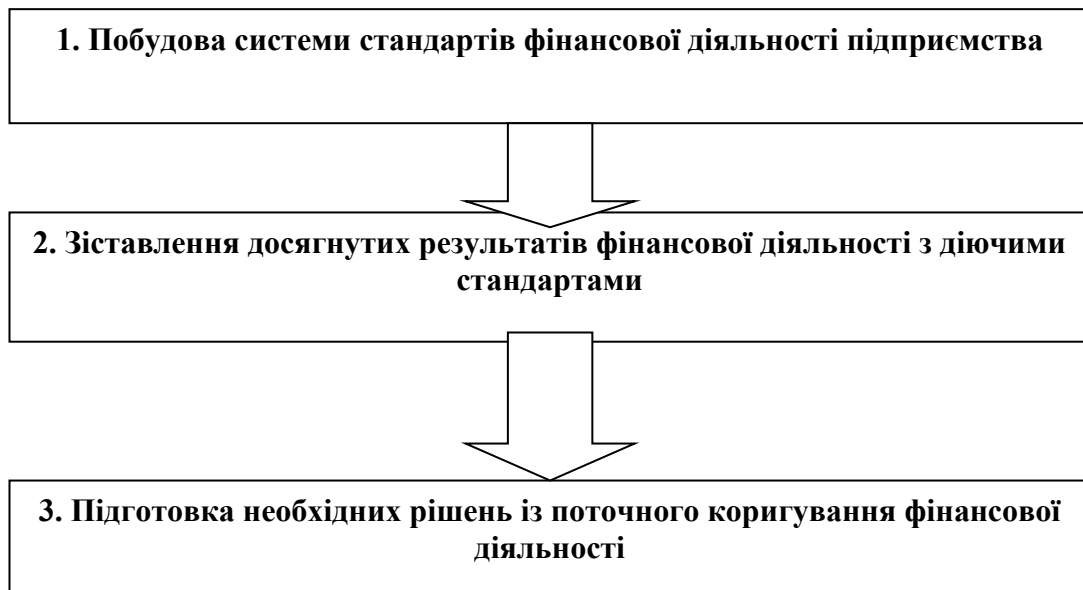 1. Побудова системи стандартів фінансової діяльності підприємства
2. Зіставлення досягнутих результатів фінансової діяльності з діючими
стандартами
3. Підготовка необхідних рішень із поточного коригування фінансової
діяльності